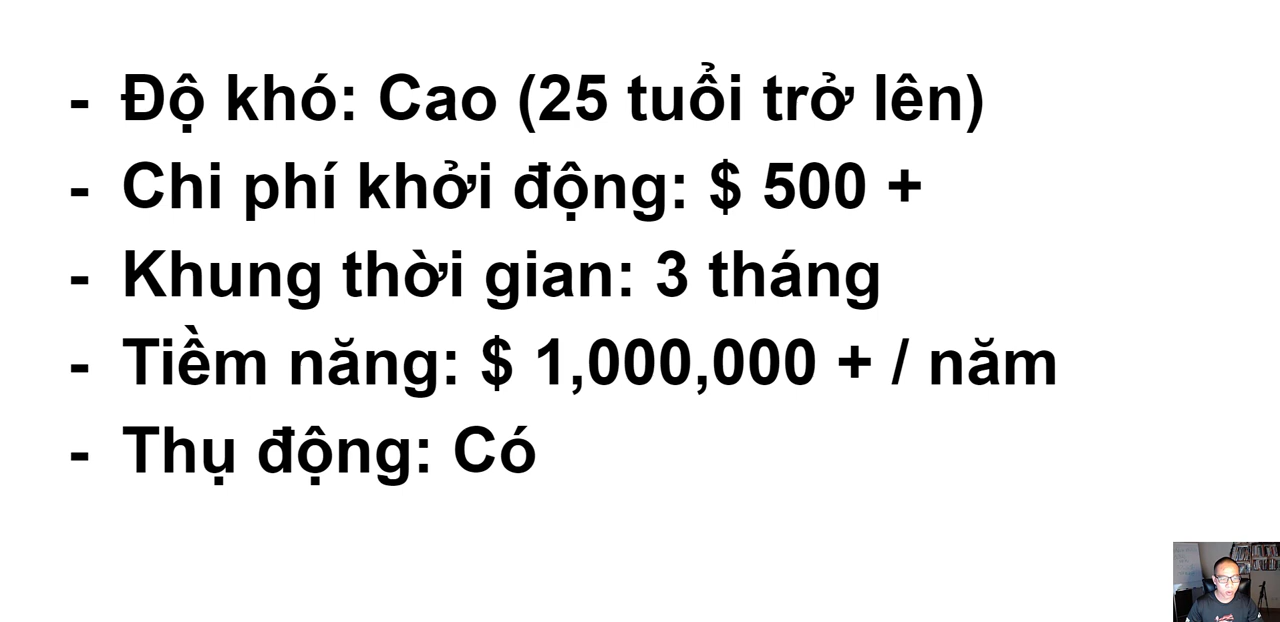 - Độ khó: Cao (25 tuổi trở lên)
- Chi phí khởi động: $ 500 +
- Khung thời gian: 3 tháng
- Tiềm năng: $ 1,000,000 + / năm
- Thụ động: Có